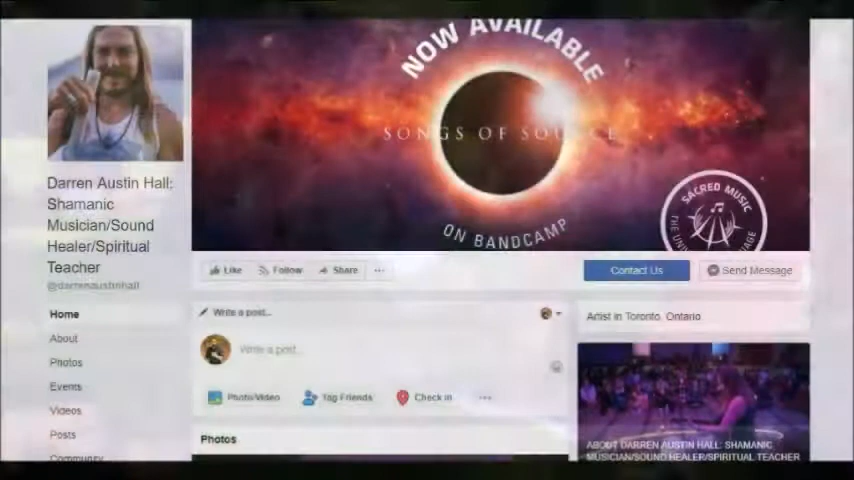 NOW AVAILABLE
SONGS OF SOURCE
ON BANDCAMP
SACRED MUSIC
Darren Austin Hall:
Shamanic
Musician/Sound
Healer/Spiritual
Teacher
@darrenaustinhall
Like
Follow
Share
Contact Us
Send Message
Home
About
Photos
Events
Videos
Posts
Community
Write a post...
Write a post...
Photo/Video
Tag Friends
Check in
Photos
Artist in Toronto, Ontario
ABOUT DARREN AUSTIN HALL: SHAMANIC
MUSICIAN/SOUND HEALER/SPIRITUAL TEACHER